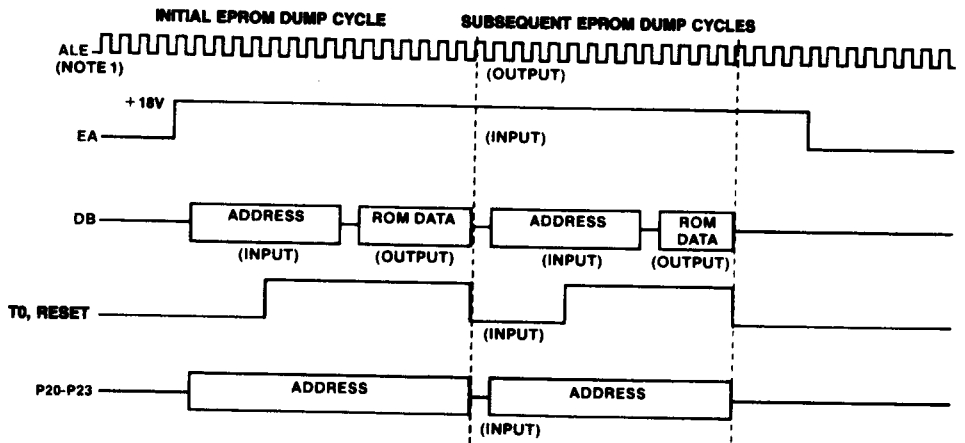 INITIAL EPROM DUMP CYCLE
SUBSEQUENT EPROM DUMP CYCLES
ALE
(NOTE 1)
(OUTPUT)
+ 18V
EA
(INPUT)
DB
ADDRESS
ROM DATA
ADDRESS
ROM
DATA
(INPUT)
(OUTPUT)
(INPUT)
(OUTPUT)
T0, RESET
(INPUT)
P20-P23
ADDRESS
ADDRESS
(INPUT)